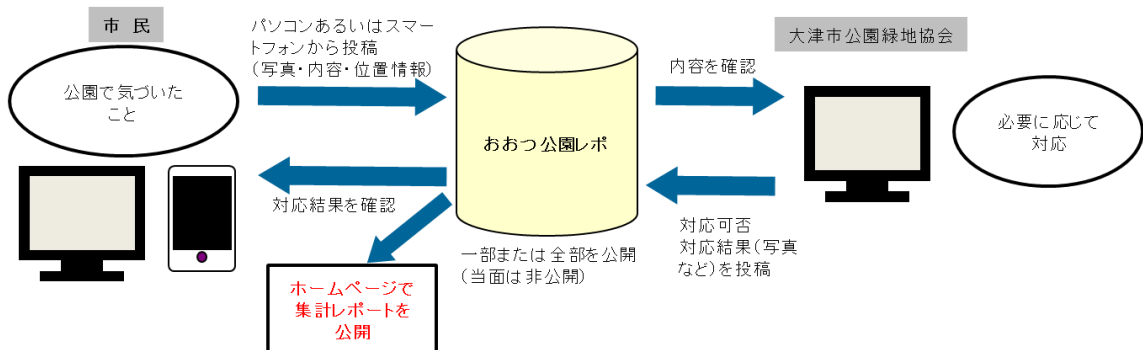 市 民
パソコンあるいはスマー
トフォンから投稿
(写真・内容・位置情報)
公園で気づいた
こと
対応結果を確認
おおつ公園レポ
一部または全部を公開
(当面は非公開)
ホームページで
集計レポートを
公開
内容を確認
大津市公園緑地協会
必要に応じて
対応
対応可否
対応結果(写真
など)を投稿